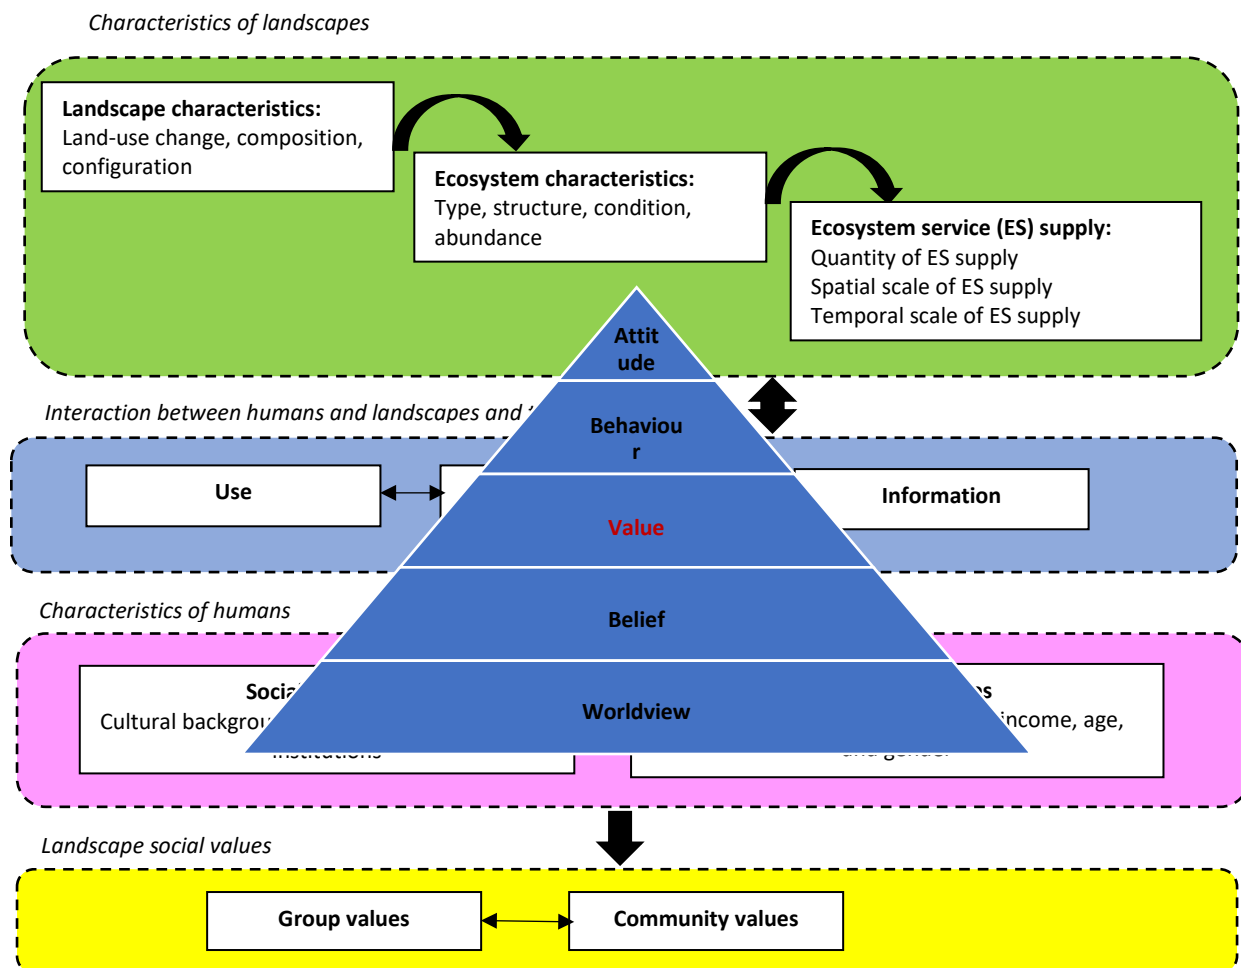 Characteristics of landscapes
Landscape characteristics:
Land-use change, composition,
configuration
Ecosystem characteristics:
Type, structure, condition,
abundance
Ecosystem service (ES) supply:
Quantity of ES supply
Spatial scale of ES supply
Temporal scale of ES supply
Attit
ude
Interaction between humans and landscapes and
Behaviou
r
Use
Information
Value
Characteristics of humans
Belief
Cultural
income, age,
Worldview
institutions
and gender
Landscape social values
Group values
Community values